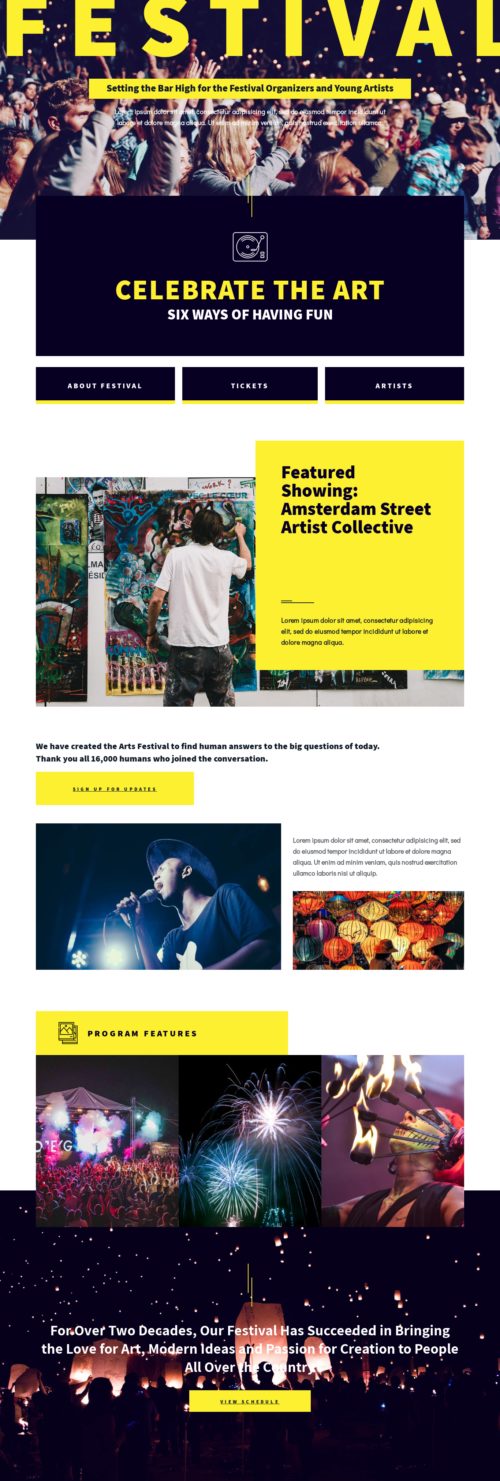 FESTIVAL
Setting the Bar High for the Festival Organizers and Young Artists
Lorem ipsum dolor sit amet, consectetur adipisicing elit, sed do eiusmod tempor incididunt ut
labore et dolore magna aliqua. Ut enim ad minim veniam, quis nostrud exercitation ullamco.
CELEBRATE THE ART
SIX WAYS OF HAVING FUN
ABOUT FESTIVAL
TICKETS
ARTISTS
WORK ?
VEC LE CŒUR
Featured
Showing:
Amsterdam Street
Artist Collective
Lorem ipsum dolor sit amet, consectetur adipisicing
elit, sed do eiusmod tempor incididunt ut labore et
dolore magna aliqua.
We have created the Arts Festival to find human answers to the big questions of today.
Thank you all 16,000 humans who joined the conversation.
SIGN UP FOR UPDATES
Lorem ipsum dolor sit amet, consectetur adipisicing elit, sed
do eiusmod tempor incididunt ut labore et dolore magna
aliqua. Ut enim ad minim veniam, quis nostrud exercitation
ullamco laboris nisi ut aliquip.
PROGRAM FEATURES
For Over Two Decades, Our Festival Has Succeeded in Bringing
the Love for Art, Modern Ideas and Passion for Creation to People
All Over the Country
VIEW SCHEDULE